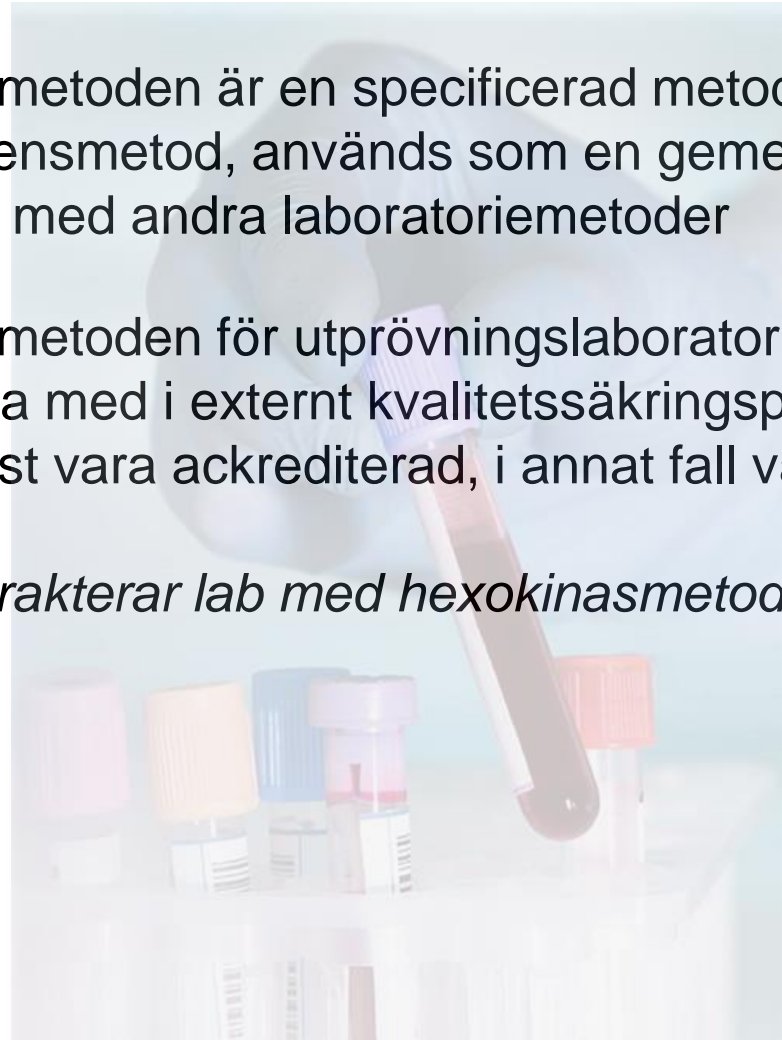 metoden är en specificerad metod
ensmetod, används som en geme
med andra laboratoriemetoder
metoden för utprövningslaborator
a med i externt kvalitetssäkringsp
st vara ackrediterad, i annat fall va
rakterar lab med hexokinasmetod